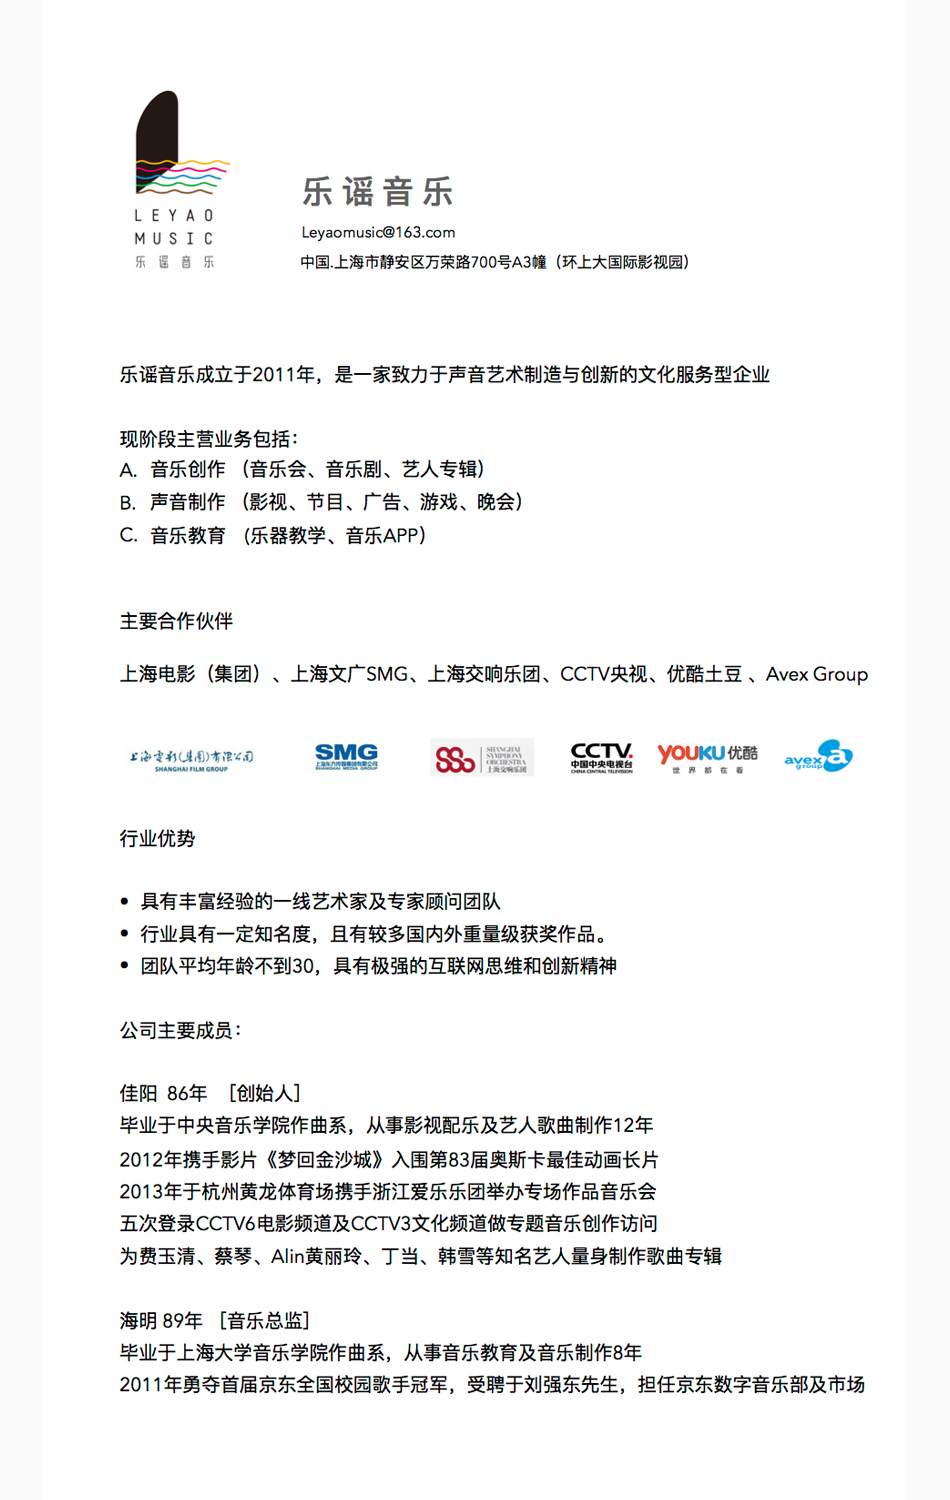 LEYAO
MUSIC
乐谣音乐
乐谣音乐
Leyaomusic@163.com
中国.上海市静安区万荣路700号A3幢（环上大国际影视园）
乐谣音乐成立于2011年，是一家致力于声音艺术制造与创新的文化服务型企业
现阶段主营业务包括：
A. 音乐创作 （音乐会、音乐剧、艺人专辑）
B. 声音制作 （影视、节目、广告、游戏、晚会）
C. 音乐教育 （乐器教学、音乐APP）
主要合作伙伴
上海电影（集团）、上海文广SMG、上海交响乐团、CCTV央视、优酷土豆 、Avex Group
上海电影(集团)有限公司
SHANGHAI FILM GROUP
SMG
上海东方传媒集团有限公司
SHANGHAI MEDIA GROUP
SSO
SHANGHAI
SYMPHONY
ORCHESTRA
上海交响乐团
CCTV.
中国中央电视台
CHINA CENTRAL TELEVISION
YOUKU优酷
世界都在看
avex
group
a
行业优势
• 具有丰富经验的一线艺术家及专家顾问团队
• 行业具有一定知名度，且有较多国内外重量级获奖作品。
• 团队平均年龄不到30，具有极强的互联网思维和创新精神
公司主要成员：
佳阳 86年 ［创始人］
毕业于中央音乐学院作曲系，从事影视配乐及艺人歌曲制作12年
2012年携手影片《梦回金沙城》入围第83届奥斯卡最佳动画长片
2013年于杭州黄龙体育场携手浙江爱乐乐团举办专场作品音乐会
五次登录CCTV6电影频道及CCTV3文化频道做专题音乐创作访问
为费玉清、蔡琴、Alin黄丽玲、丁当、韩雪等知名艺人量身制作歌曲专辑
海明 89年 ［音乐总监］
毕业于上海大学音乐学院作曲系，从事音乐教育及音乐制作8年
2011年勇夺首届京东全国校园歌手冠军，受聘于刘强东先生，担任京东数字音乐部及市场